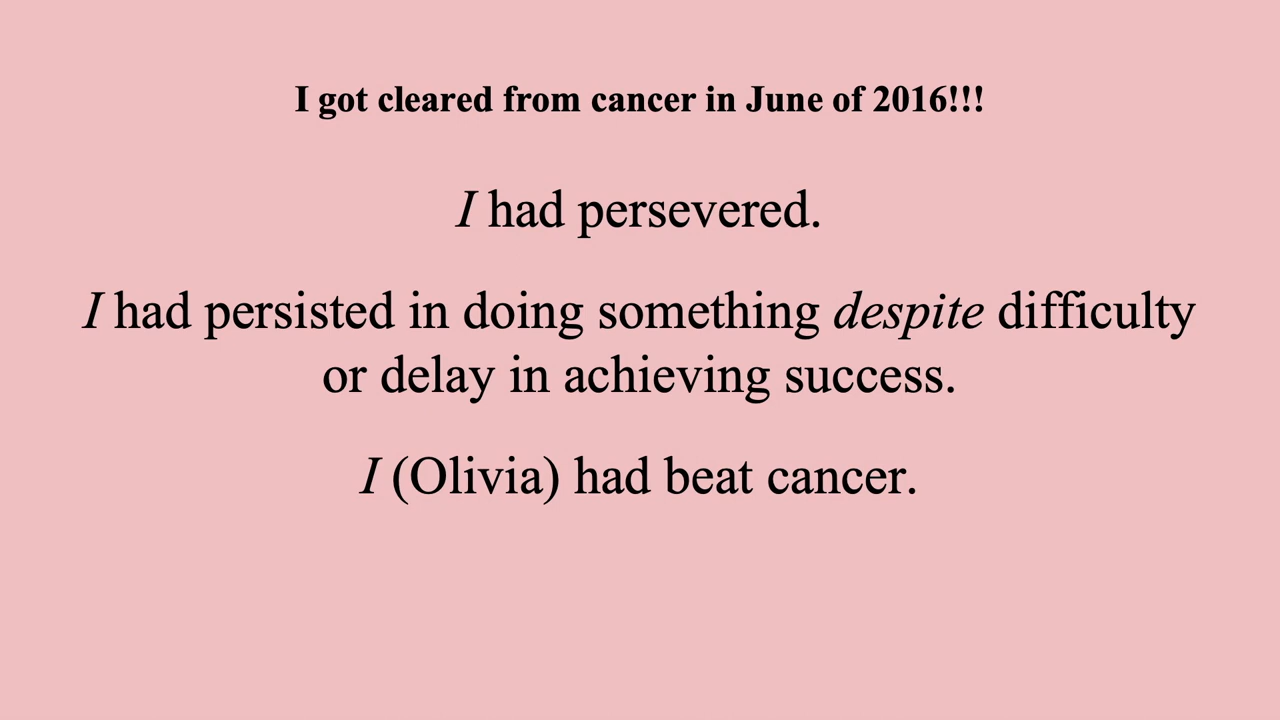 I got cleared from cancer in June of 2016!!!
I had persevered.
I had persisted in doing something despite difficulty
or delay in achieving success.
I (Olivia) had beat cancer.